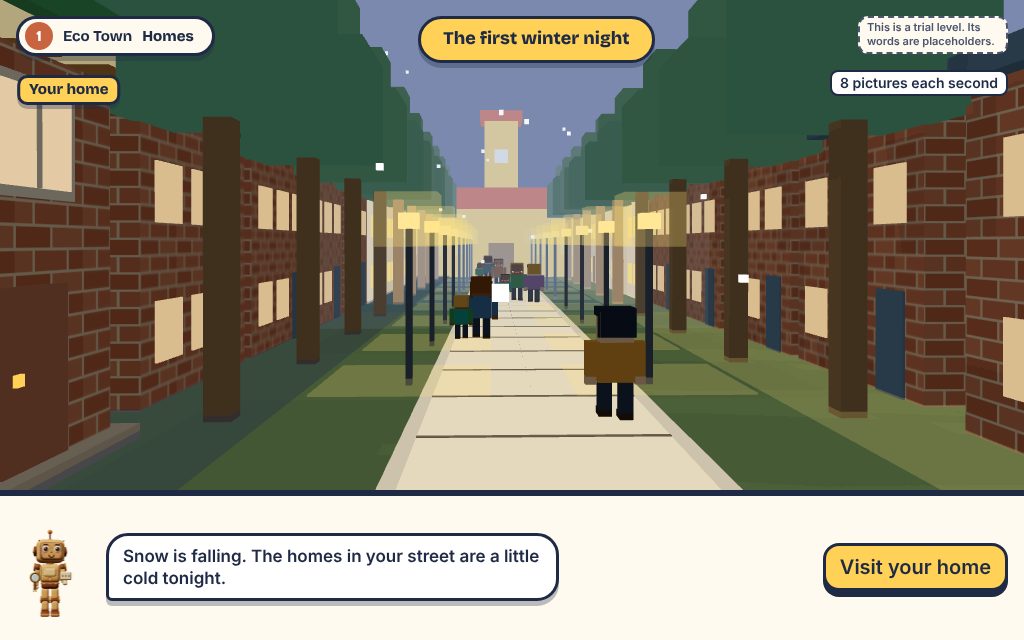 1 Eco Town Homes
The first winter night
This is a trial level. Its
words are placeholders.
Your home
8 pictures each second
Snow is falling. The homes in your street are a little
cold tonight.
Visit your home